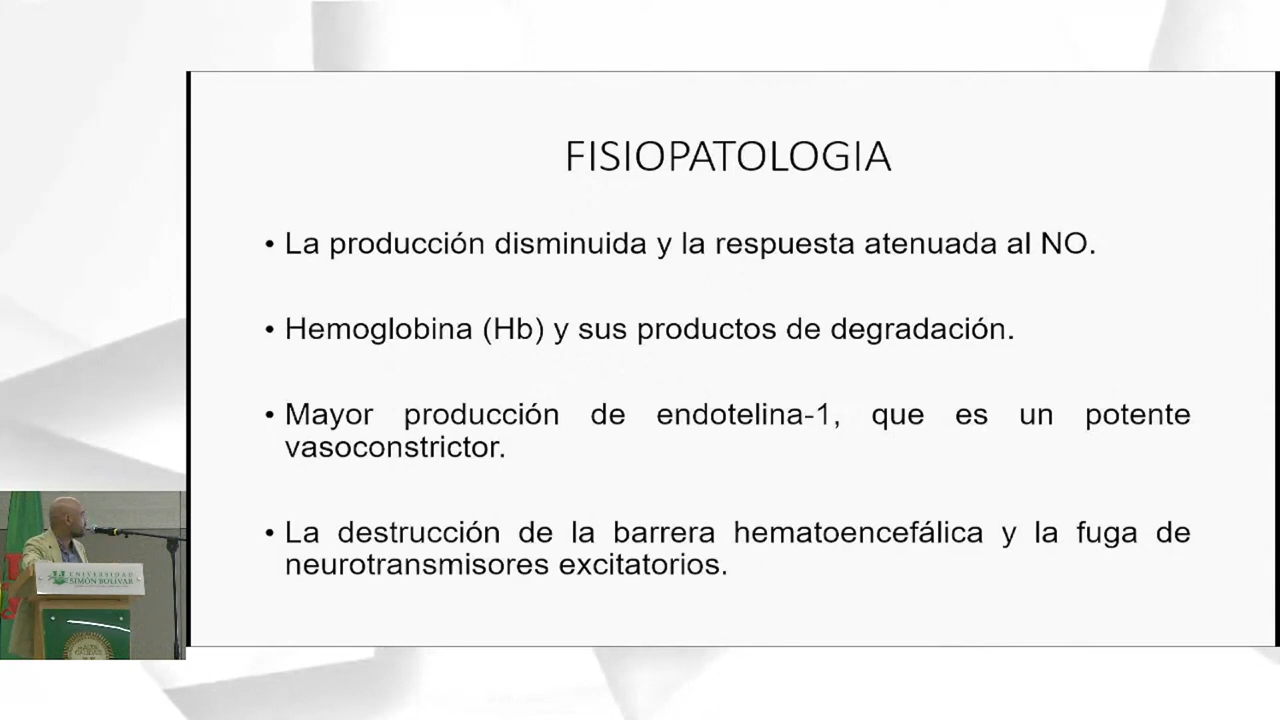 FISIOPATOLOGIA
• La producción disminuida y la respuesta atenuada al NO.
• Hemoglobina (Hb) y sus productos de degradación.
• Mayor producción de endotelina-1, que es un potente
vasoconstrictor.
• La destrucción de la barrera hematoencefálica y la fuga de
neurotransmisores excitatorios.
UNIVERSIDAD
SIMÓN BOLÍVAR